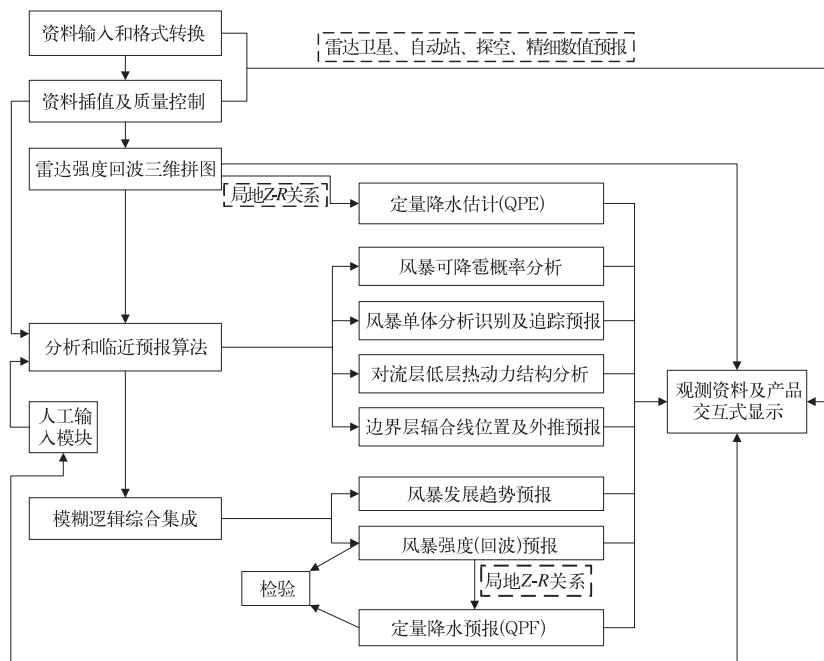 资料输入和格式转换
雷达卫星、自动站、探空、精细数值预报
资料插值及质量控制
雷达强度回波三维拼图
局地Z-R关系
定量降水估计(QPE)
风暴可降雹概率分析
风暴单体分析识别及追踪预报
分析和临近预报算法
对流层低层热动力结构分析
观测资料及产品
交互式显示
人工输
入模块
边界层辐合线位置及外推预报
风暴发展趋势预报
模糊逻辑综合集成
风暴强度(回波)预报
局地Z-R关系
检验
定量降水预报(QPF)